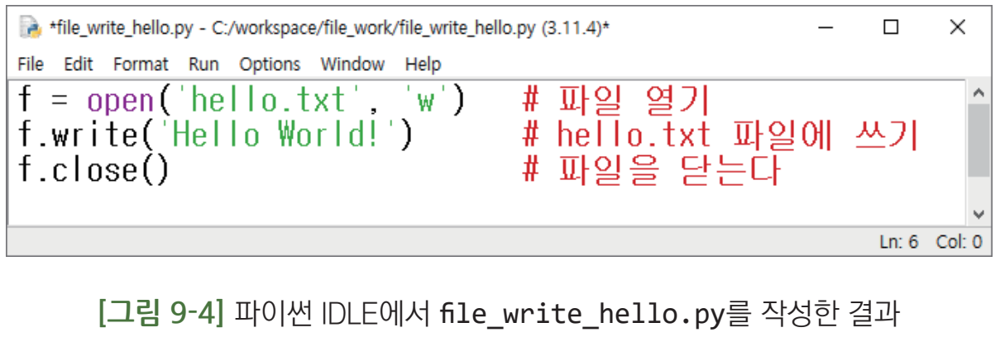 *file_write_hello.py - C:/workspace/file_work/file_write_hello.py (3.11.4)*
File Edit Format Run Options Window Help
f = open('hello.txt', 'w')   # 파일 열기
f.write('Hello World!')      # hello.txt 파일에 쓰기
f.close()                    # 파일을 닫는다
Ln: 6 Col: 0
[그림 9-4] 파이썬 IDLE에서 file_write_hello.py를 작성한 결과